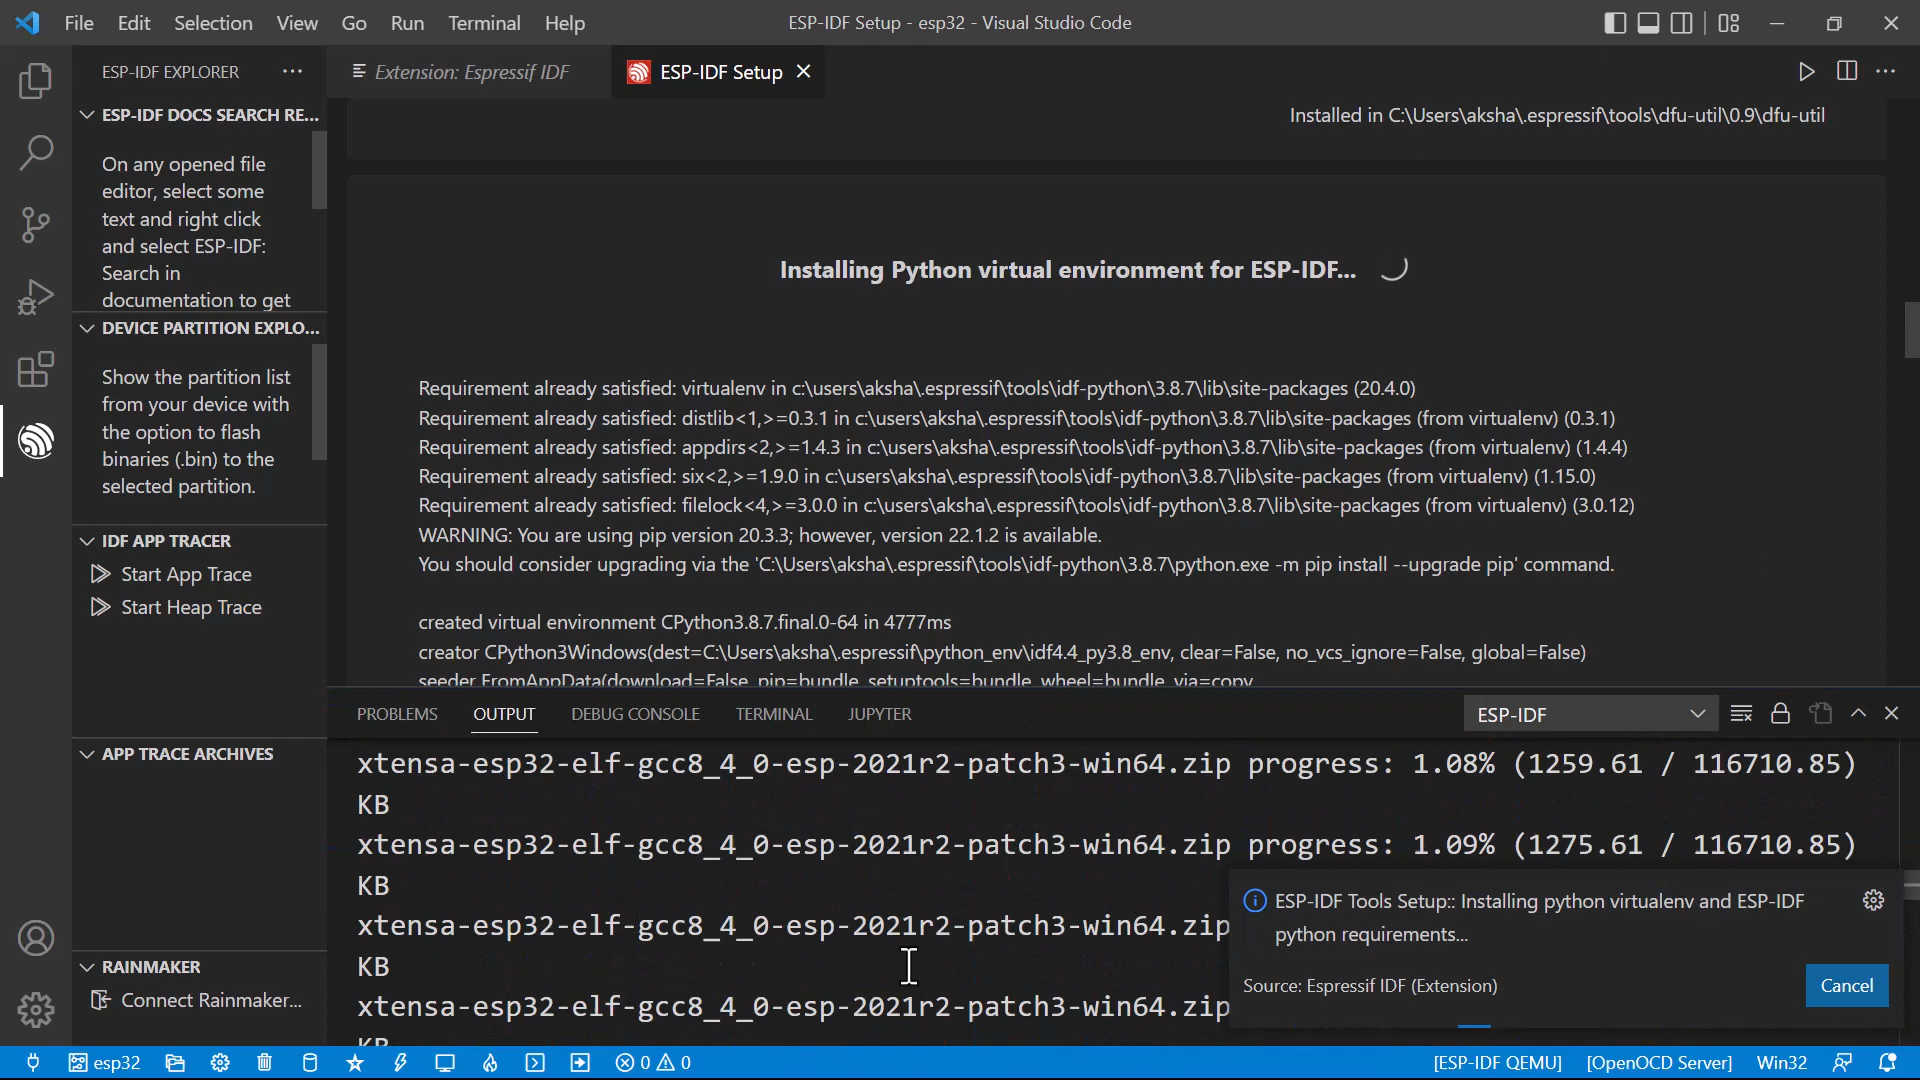 File Edit Selection View Go Run Terminal Help
ESP-IDF Setup - esp32 - Visual Studio Code
ESP-IDF EXPLORER
Extension: Espressif IDF
ESP-IDF Setup
ESP-IDF DOCS SEARCH RE...
On any opened file
editor, select some
text and right click
and select ESP-IDF:
Search in
documentation to get
DEVICE PARTITION EXPLO...
Show the partition list
from your device with
the option to flash
binaries (.bin) to the
selected partition.
IDF APP TRACER
Start App Trace
Start Heap Trace
APP TRACE ARCHIVES
RAINMAKER
Connect Rainmaker...
Installed in C:\Users\aksha\.espressif\tools\dfu-util\0.9\dfu-util
Installing Python virtual environment for ESP-IDF...
Requirement already satisfied: virtualenv in c:\users\aksha\.espressif\tools\idf-python\3.8.7\lib\site-packages (20.4.0)
Requirement already satisfied: distlib<1,>=0.3.1 in c:\users\aksha\.espressif\tools\idf-python\3.8.7\lib\site-packages (from virtualenv) (0.3.1)
Requirement already satisfied: appdirs<2,>=1.4.3 in c:\users\aksha\.espressif\tools\idf-python\3.8.7\lib\site-packages (from virtualenv) (1.4.4)
Requirement already satisfied: six<2,>=1.9.0 in c:\users\aksha\.espressif\tools\idf-python\3.8.7\lib\site-packages (from virtualenv) (1.15.0)
Requirement already satisfied: filelock<4,>=3.0.0 in c:\users\aksha\.espressif\tools\idf-python\3.8.7\lib\site-packages (from virtualenv) (3.0.12)
WARNING: You are using pip version 20.3.3; however, version 22.1.2 is available.
You should consider upgrading via the 'C:\Users\aksha\.espressif\tools\idf-python\3.8.7\python.exe -m pip install --upgrade pip' command.
created virtual environment CPython3.8.7.final.0-64 in 4777ms
creator CPython3Windows(dest=C:\Users\aksha\.espressif\python_env\idf4.4_py3.8_env, clear=False, no_vcs_ignore=False, global=False)
seeder FromAppData(download=False, pip=bundle, setuptools=bundle, wheel=bundle, via=copy
PROBLEMS OUTPUT DEBUG CONSOLE TERMINAL JUPYTER
ESP-IDF
xtensa-esp32-elf-gcc8_4_0-esp-2021r2-patch3-win64.zip progress: 1.08% (1259.61 / 116710.85)
KB
xtensa-esp32-elf-gcc8_4_0-esp-2021r2-patch3-win64.zip progress: 1.09% (1275.61 / 116710.85)
KB
xtensa-esp32-elf-gcc8_4_0-esp-2021r2-patch3-win64.zip
KB
xtensa-esp32-elf-gcc8_4_0-esp-2021r2-patch3-win64.zip
KB
ESP-IDF Tools Setup:: Installing python virtualenv and ESP-IDF
python requirements...
Source: Espressif IDF (Extension)
Cancel
esp32
0 0
[ESP-IDF QEMU] [OpenOCD Server] Win32